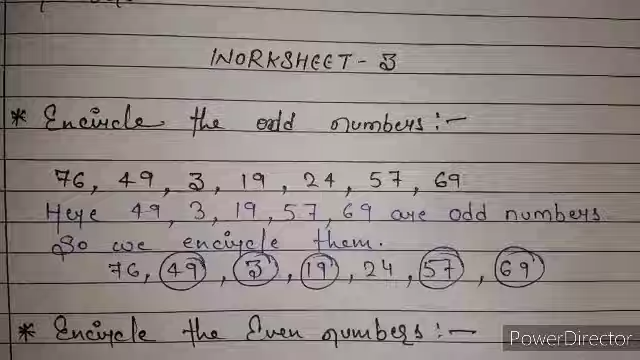 WORKSHEET - 3
* Encircle the odd numbers :-
76, 49, 3, 19, 24, 57, 69
Here 49, 3, 19, 57, 69 are odd numbers
So we encircle them.
76, 49, 3, 19, 24, 57, 69
* Encircle the Even numbers :-
PowerDirector